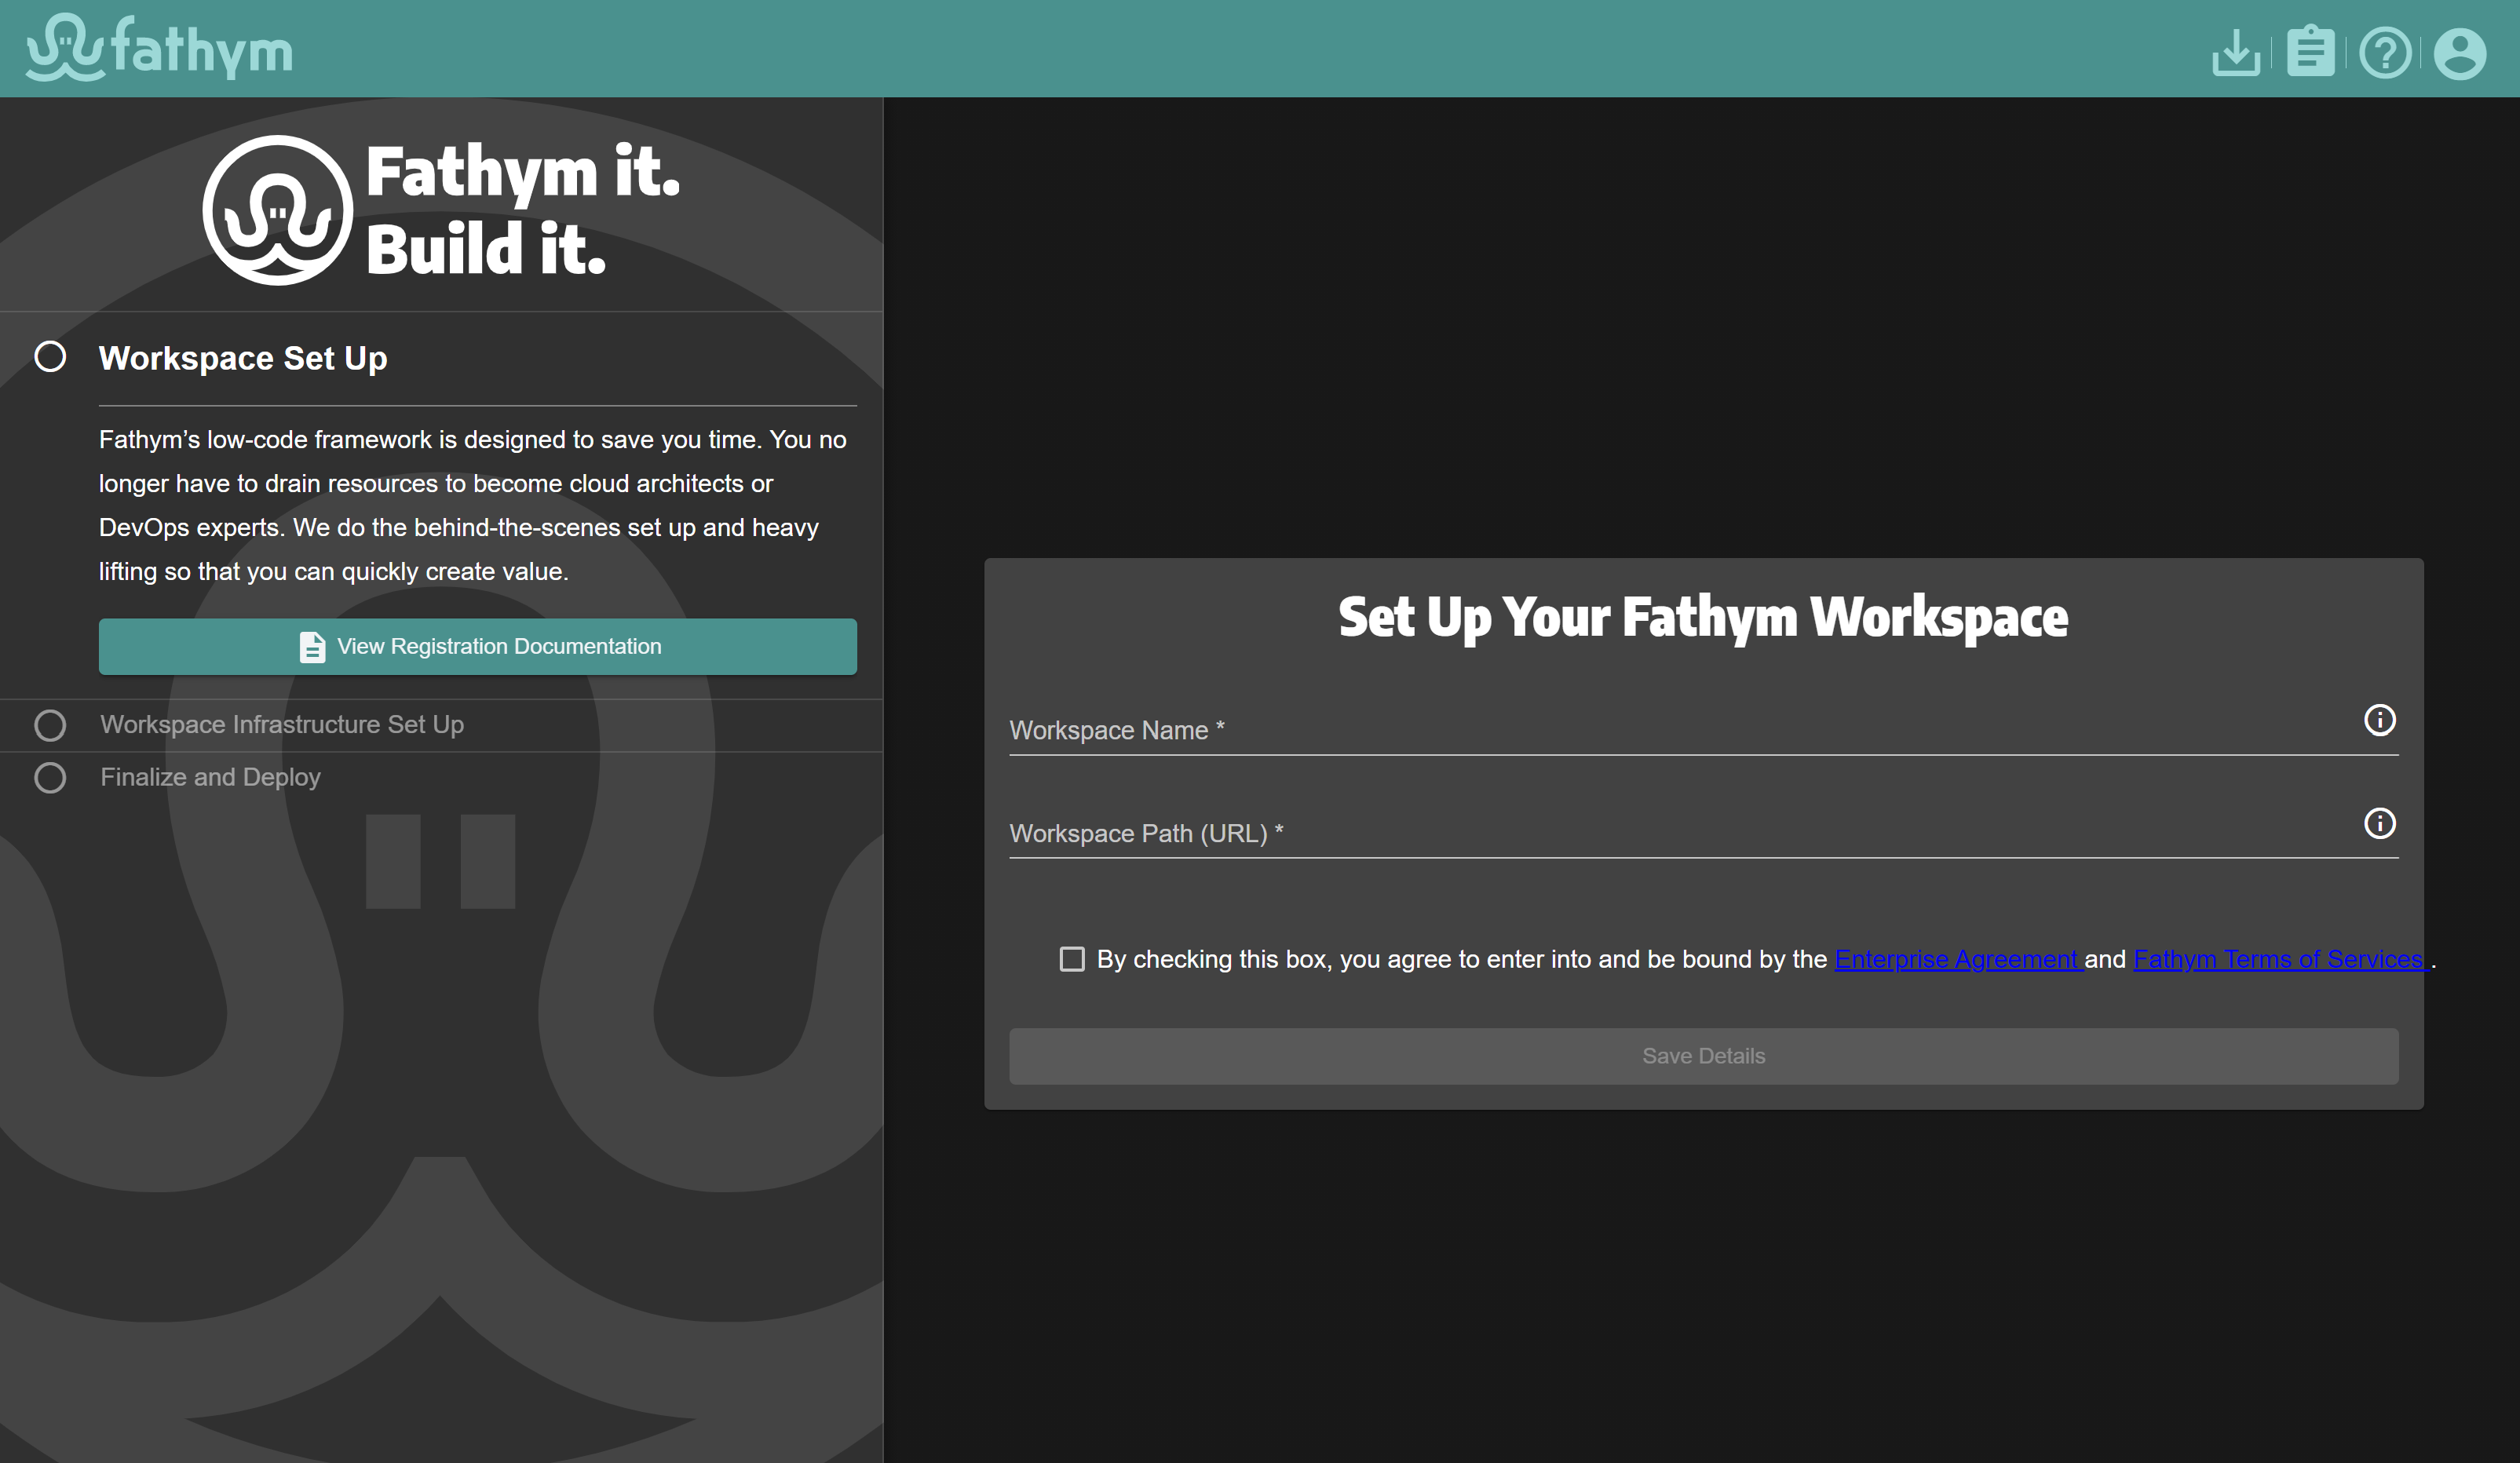 fathym
Fathym it.
Build it.
Workspace Set Up
Fathym’s low-code framework is designed to save you time. You no
longer have to drain resources to become cloud architects or
DevOps experts. We do the behind-the-scenes set up and heavy
lifting so that you can quickly create value.
View Registration Documentation
Workspace Infrastructure Set Up
Finalize and Deploy
Set Up Your Fathym Workspace
Workspace Name *
Workspace Path (URL) *
By checking this box, you agree to enter into and be bound by the Enterprise Agreement and Fathym Terms of Services .
Save Details